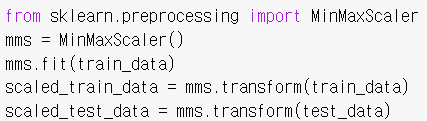 from sklearn.preprocessing import MinMaxScaler
mms = MinMaxScaler()
mms.fit(train_data)
scaled_train_data = mms.transform(train_data)
scaled_test_data = mms.transform(test_data)